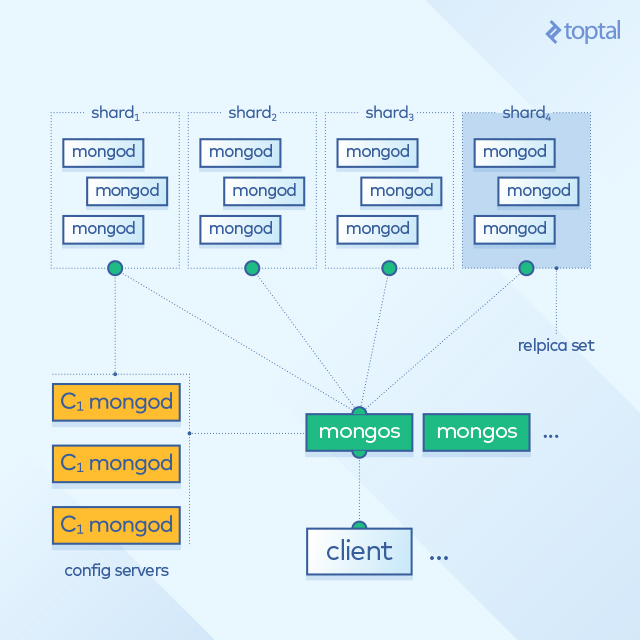 toptal
shard1 shard2 shard3 shard4
mongod mongod mongod mongod
mongod mongod mongod mongod
mongod mongod mongod mongod
relpica set
C1 mongod
mongos mongos ...
C1 mongod
C1 mongod
client ...
config servers